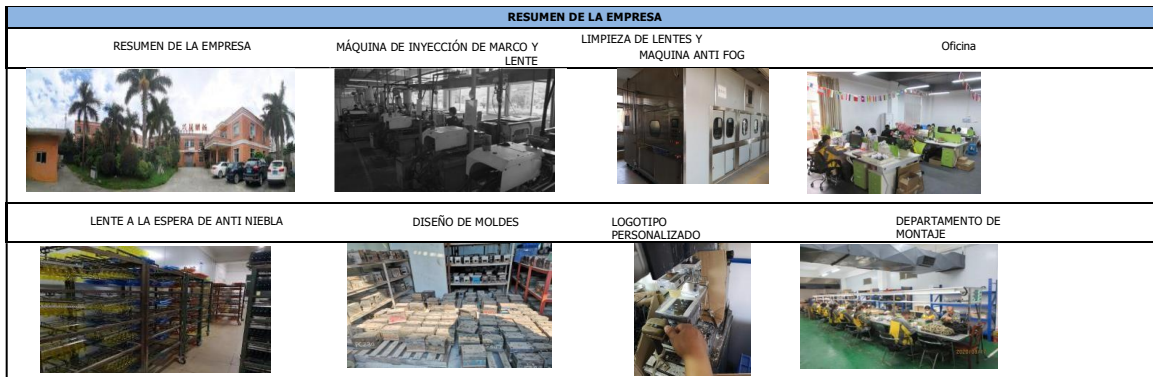 RESUMEN DE LA EMPRESA
RESUMEN DE LA EMPRESA
MÁQUINA DE INYECCIÓN DE MARCO Y
LENTE
LIMPIEZA DE LENTES Y
MAQUINA ANTI FOG
Oficina
LENTE A LA ESPERA DE ANTI NIEBLA
DISEÑO DE MOLDES
LOGOTIPO
PERSONALIZADO
DEPARTAMENTO DE
MONTAJE